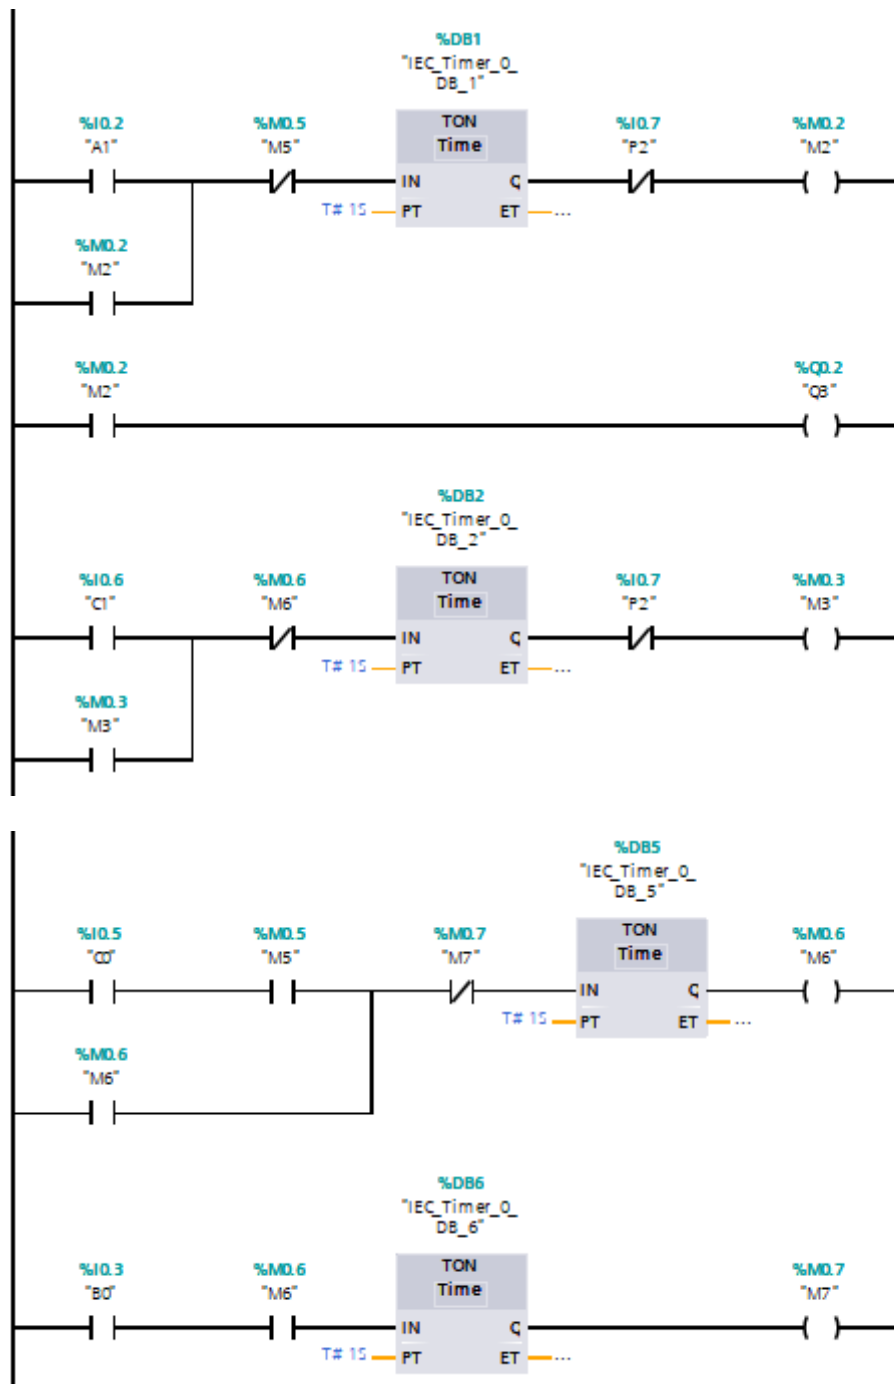 %DB1
"IEC_Timer_0_
DB_1"
%I0.2 %M0.5 TON %I0.7 %M0.2
"A1" "M5" Time "P2" "M2"
IN Q
T# 1S PT ET ...
%M0.2
"M2"
%M0.2 %Q0.2
"M2" "Q3"
%DB2
"IEC_Timer_0_
DB_2"
%I0.6 %M0.6 TON %I0.7 %M0.3
"C1" "M6" Time "P2" "M3"
IN Q
T# 1S PT ET ...
%M0.3
"M3"
%DB5
"IEC_Timer_0_
DB_5"
%I0.5 %M0.5 %M0.7 TON %M0.6
"C0" "M5" "M7" Time "M6"
IN Q
T# 1S PT ET ...
%M0.6
"M6"
%DB6
"IEC_Timer_0_
DB_6"
%I0.3 %M0.6 TON %M0.7
"B0" "M6" Time "M7"
IN Q
T# 1S PT ET ...